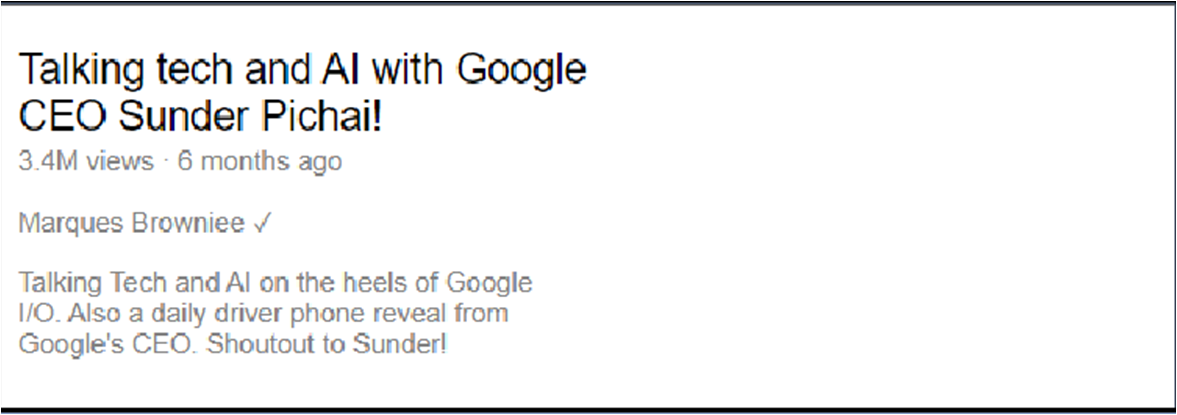 Talking tech and AI with Google
CEO Sunder Pichai!
3.4M views · 6 months ago
Marques Browniee ✓
Talking Tech and AI on the heels of Google
I/O. Also a daily driver phone reveal from
Google's CEO. Shoutout to Sunder!